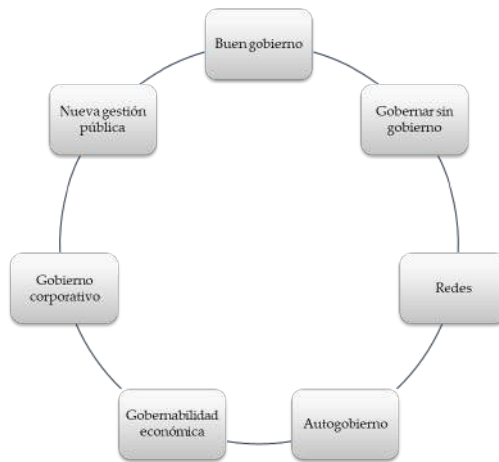 Buen gobierno
Gobernar sin
gobierno
Redes
Autogobierno
Gobernabilidad
económica
Gobierno
corporativo
Nueva gestión
pública